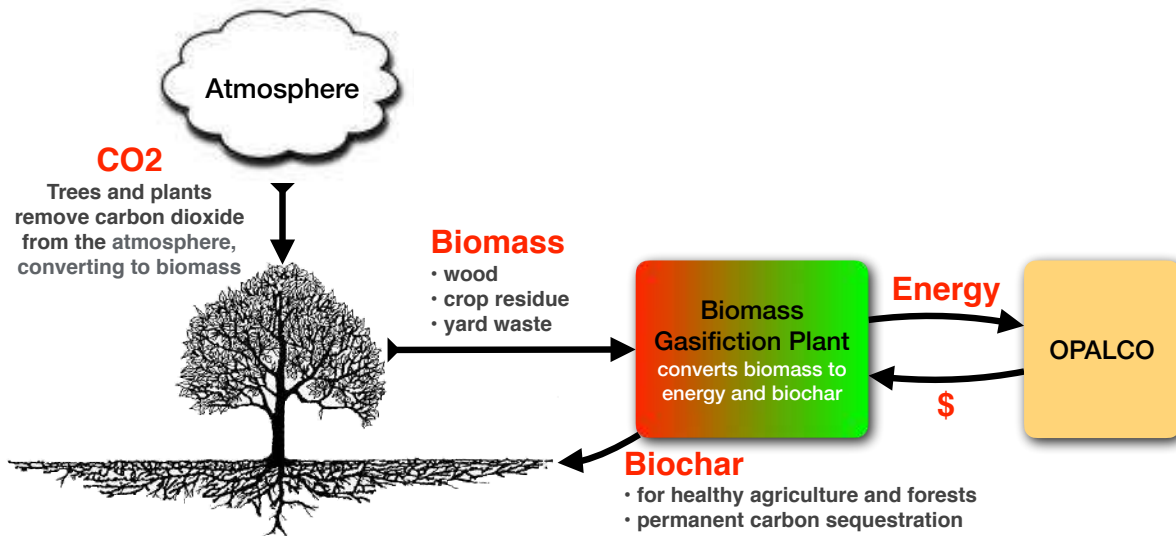 Atmosphere
CO2
Trees and plants
remove carbon dioxide
from the atmosphere,
converting to biomass
Biomass
• wood
• crop residue
• yard waste
Biomass
Gasifiction Plant
converts biomass to
energy and biochar
Energy
$
OPALCO
Biochar
• for healthy agriculture and forests
• permanent carbon sequestration